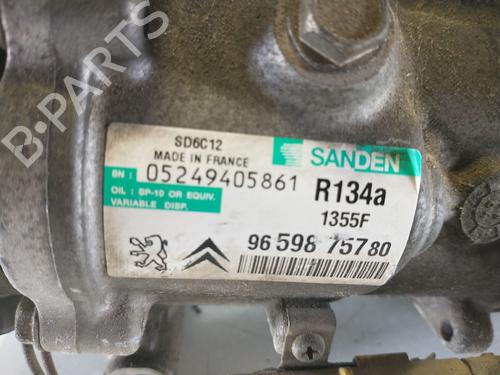 SD6C12
MADE IN FRANCE
SANDEN
BN : 05249405861
R134a
OIL : SP-10 OR EQUIV.
VARIABLE DISP.
1355F
96 598 757 80
B-PARTS